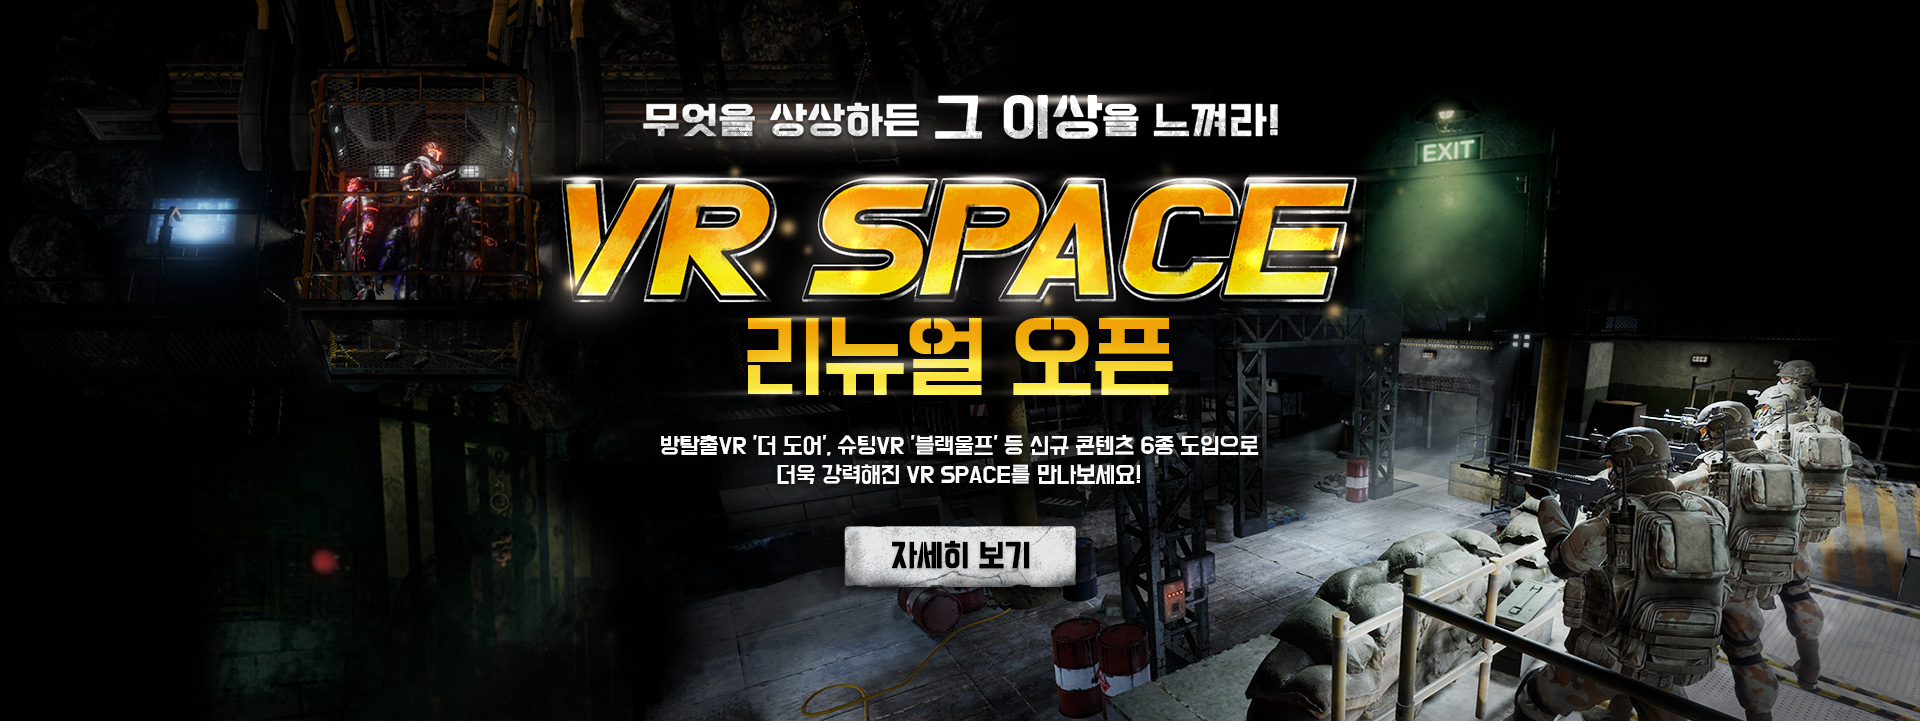 무엇을 상상하든 그 이상을 느껴라!
EXIT
VR SPACE
리뉴얼 오픈
방탈출VR '더 도어', 슈팅VR '블랙울프' 등 신규 콘텐츠 6종 도입으로
더욱 강력해진 VR SPACE를 만나보세요!
자세히 보기